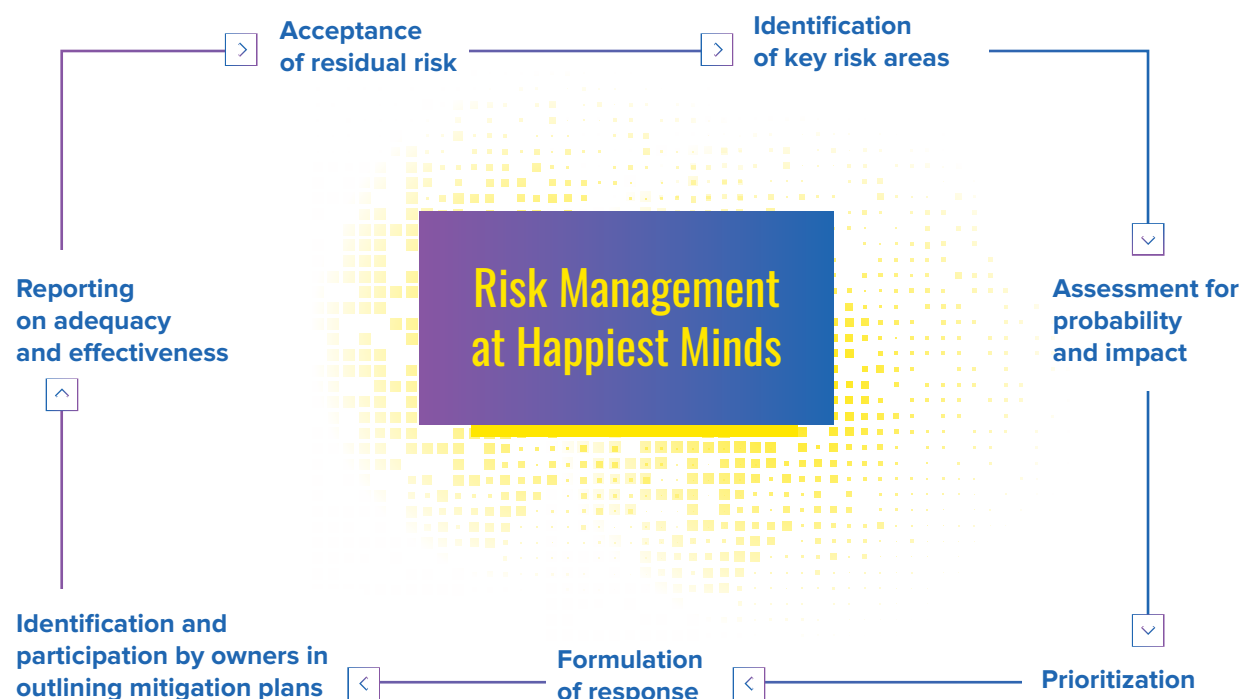 Acceptance
of residual risk
Identification
of key risk areas
Assessment for
probability
and impact
Prioritization
Formulation
of response
Identification and
participation by owners in
outlining mitigation plans
Reporting
on adequacy
and effectiveness
Risk Management
at Happiest Minds